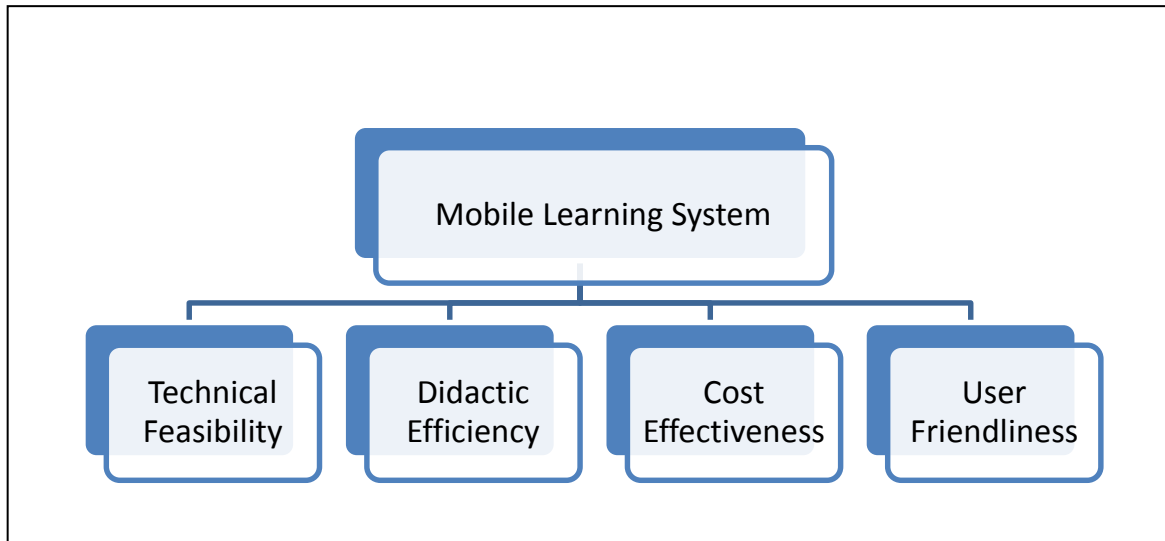 Mobile Learning System
Technical
Feasibility
Didactic
Efficiency
Cost
Effectiveness
User
Friendliness